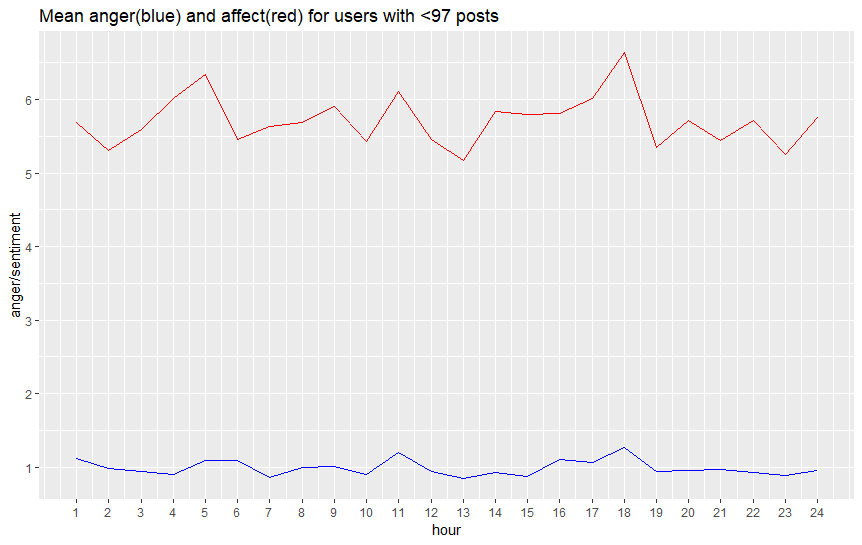 Mean anger(blue) and affect(red) for users with <97 posts
anger/sentiment
6
5
4
3
2
1
1 2 3 4 5 6 7 8 9 10 11 12 13 14 15 16 17 18 19 20 21 22 23 24
hour